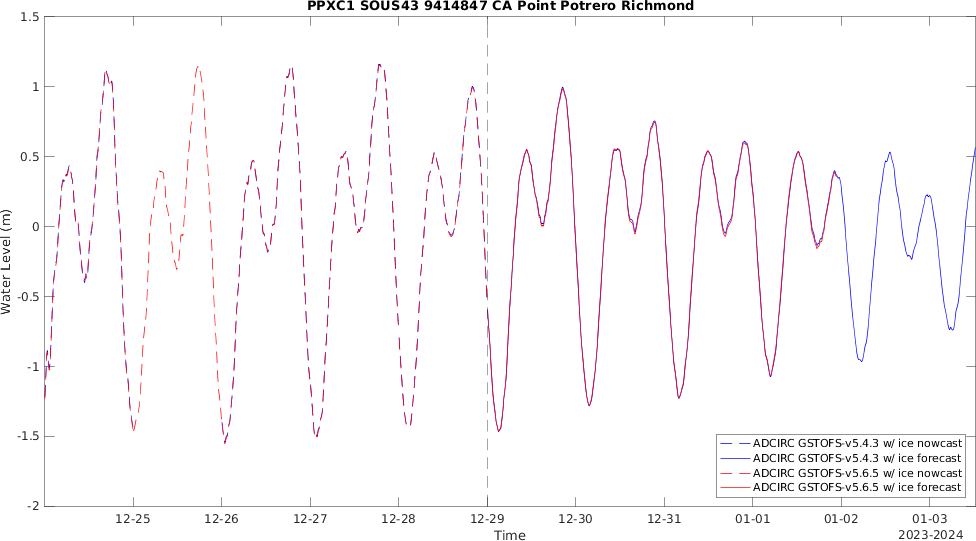 PPXC1 SOUS43 9414847 CA Point Potrero Richmond
1.5
1
0.5
0
-0.5
-1
-1.5
-2
Water Level (m)
12-25 12-26 12-27 12-28 12-29 12-30 12-31 01-01 01-02 01-03
Time
2023-2024
ADCIRC GSTOFS-v5.4.3 w/ ice nowcast
ADCIRC GSTOFS-v5.4.3 w/ ice forecast
ADCIRC GSTOFS-v5.6.5 w/ ice nowcast
ADCIRC GSTOFS-v5.6.5 w/ ice forecast